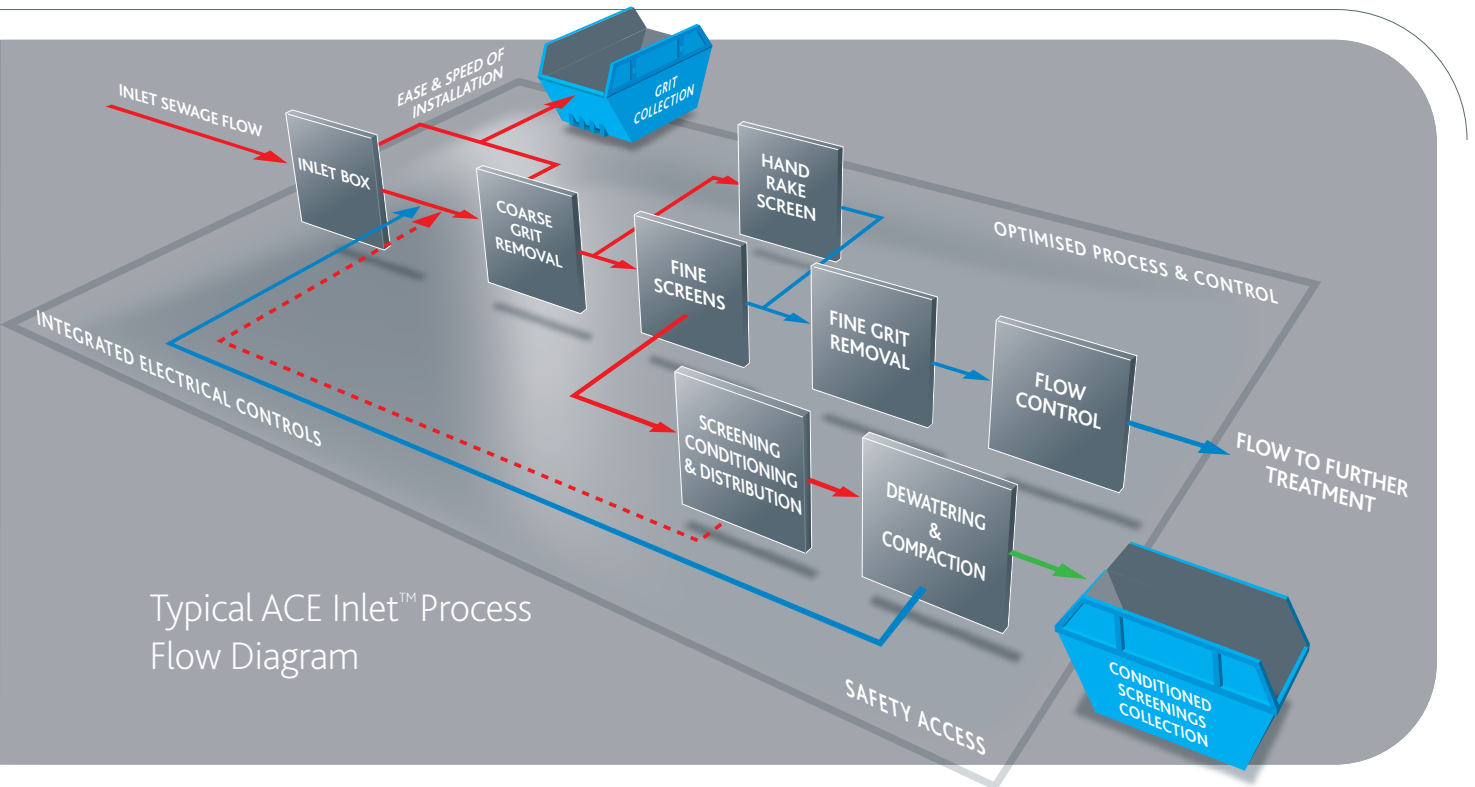 EASE & SPEED OF
INSTALLATION
GRIT
COLLECTION
INLET SEWAGE FLOW
INLET BOX
COARSE
GRIT
REMOVAL
HAND
RAKE
SCREEN
FINE
SCREENS
OPTIMISED PROCESS & CONTROL
FINE GRIT
REMOVAL
FLOW
CONTROL
INTEGRATED ELECTRICAL CONTROLS
SCREENING
CONDITIONING
& DISTRIBUTION
DEWATERING
&
COMPACTION
FLOW TO FURTHER
TREATMENT
Typical ACE Inlet™ Process
Flow Diagram
SAFETY ACCESS
CONDITIONED
SCREENINGS
COLLECTION